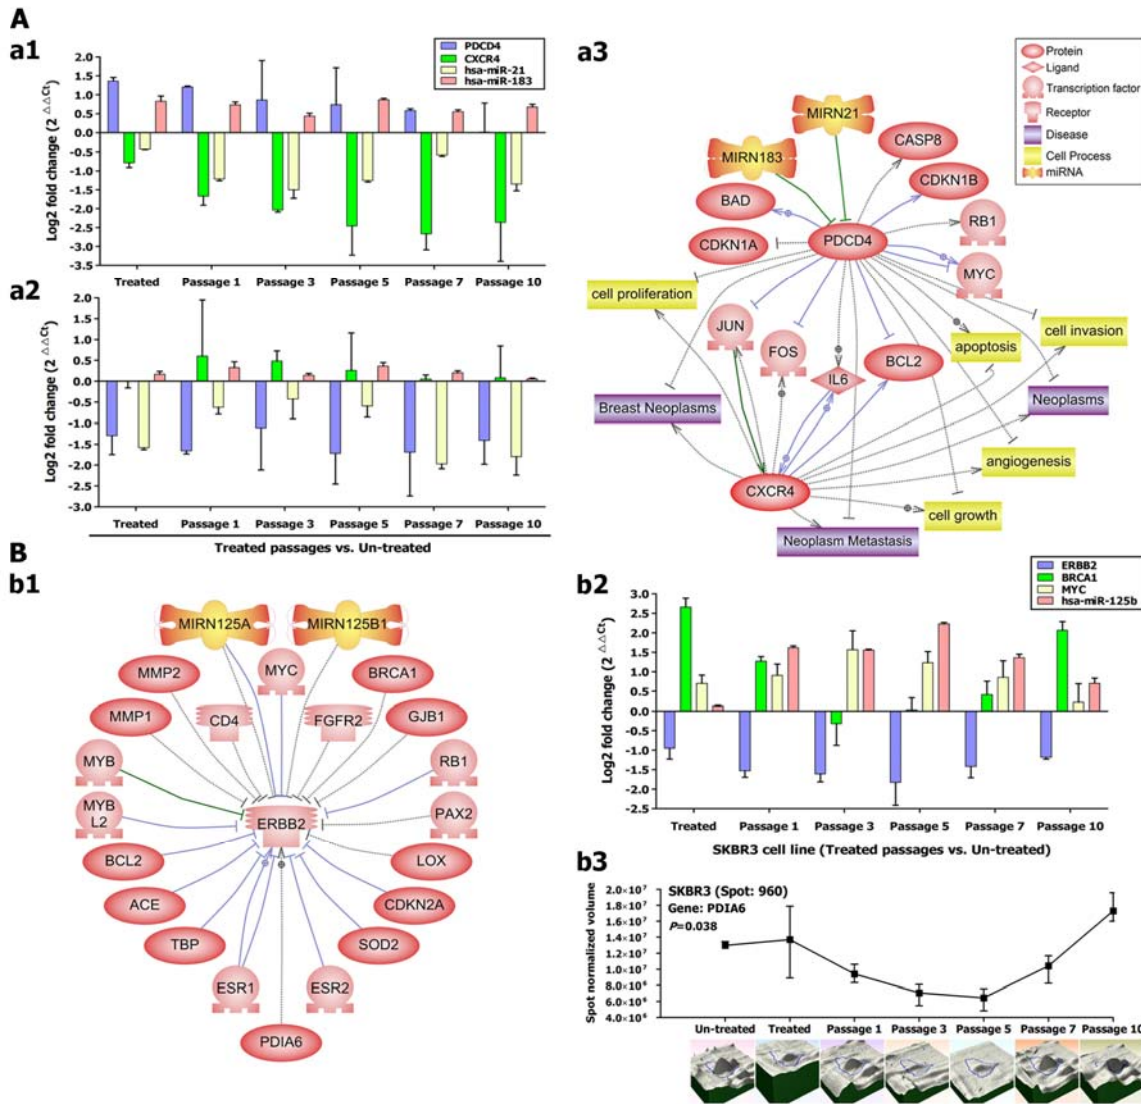 A
a1
PDCD4
CXCR4
hsa-miR-21
hsa-miR-183
Log2 fold change (2 △△Ct)
2.0
1.5
1.0
0.5
0.0
-0.5
-1.0
-1.5
-2.0
-2.5
-3.0
-3.5
Treated Passage 1 Passage 3 Passage 5 Passage 7 Passage 10
a2
Log2 fold change (2 △△Ct)
2.0
1.5
1.0
0.5
0.0
-0.5
-1.0
-1.5
-2.0
-2.5
-3.0
Treated Passage 1 Passage 3 Passage 5 Passage 7 Passage 10
Treated passages vs. Un-treated
a3
Protein
Ligand
Transcription factor
Receptor
Disease
Cell Process
miRNA
MIRN21
MIRN183
CASP8
CDKN1B
BAD
RB1
CDKN1A
PDCD4
MYC
cell proliferation
JUN
FOS
IL6
BCL2
apoptosis
cell invasion
Breast Neoplasms
Neoplasms
angiogenesis
CXCR4
cell growth
Neoplasm Metastasis
B
b1
MIRN125A
MIRN125B1
MYC
MMP2
BRCA1
MMP1
CD4
FGFR2
GJB1
MYB
RB1
MYB
L2
ERBB2
PAX2
BCL2
LOX
ACE
CDKN2A
TBP
SOD2
ESR1
ESR2
PDIA6
b2
ERBB2
BRCA1
MYC
hsa-miR-125b
Log2 fold change (2 △△Ct)
3.0
2.5
2.0
1.5
1.0
0.5
0.0
-0.5
-1.0
-1.5
-2.0
-2.5
Treated Passage 1 Passage 3 Passage 5 Passage 7 Passage 10
SKBR3 cell line (Treated passages vs. Un-treated)
b3
SKBR3 (Spot: 960)
Gene: PDIA6
P=0.038
Spot normalized volume
2.0×10⁷
1.8×10⁷
1.6×10⁷
1.4×10⁷
1.2×10⁷
1.0×10⁷
8.0×10⁶
6.0×10⁶
4.0×10⁶
Un-treated Treated Passage 1 Passage 3 Passage 5 Passage 7 Passage 10